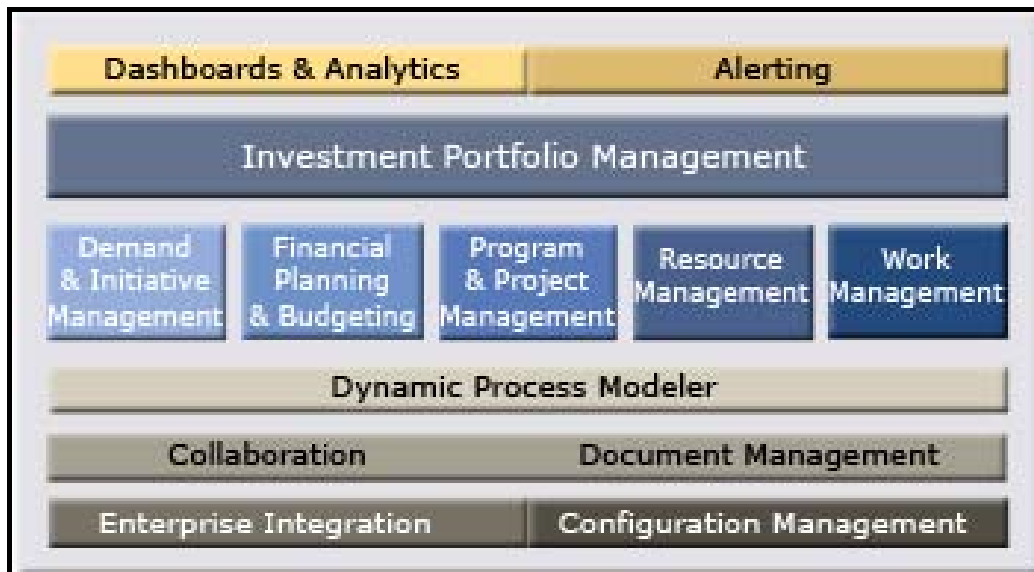 Dashboards & Analytics
Alerting
Investment Portfolio Management
Demand
& Initiative
Management
Financial
Planning
& Budgeting
Program
& Project
Management
Resource
Management
Work
Management
Dynamic Process Modeler
Collaboration
Document Management
Enterprise Integration
Configuration Management